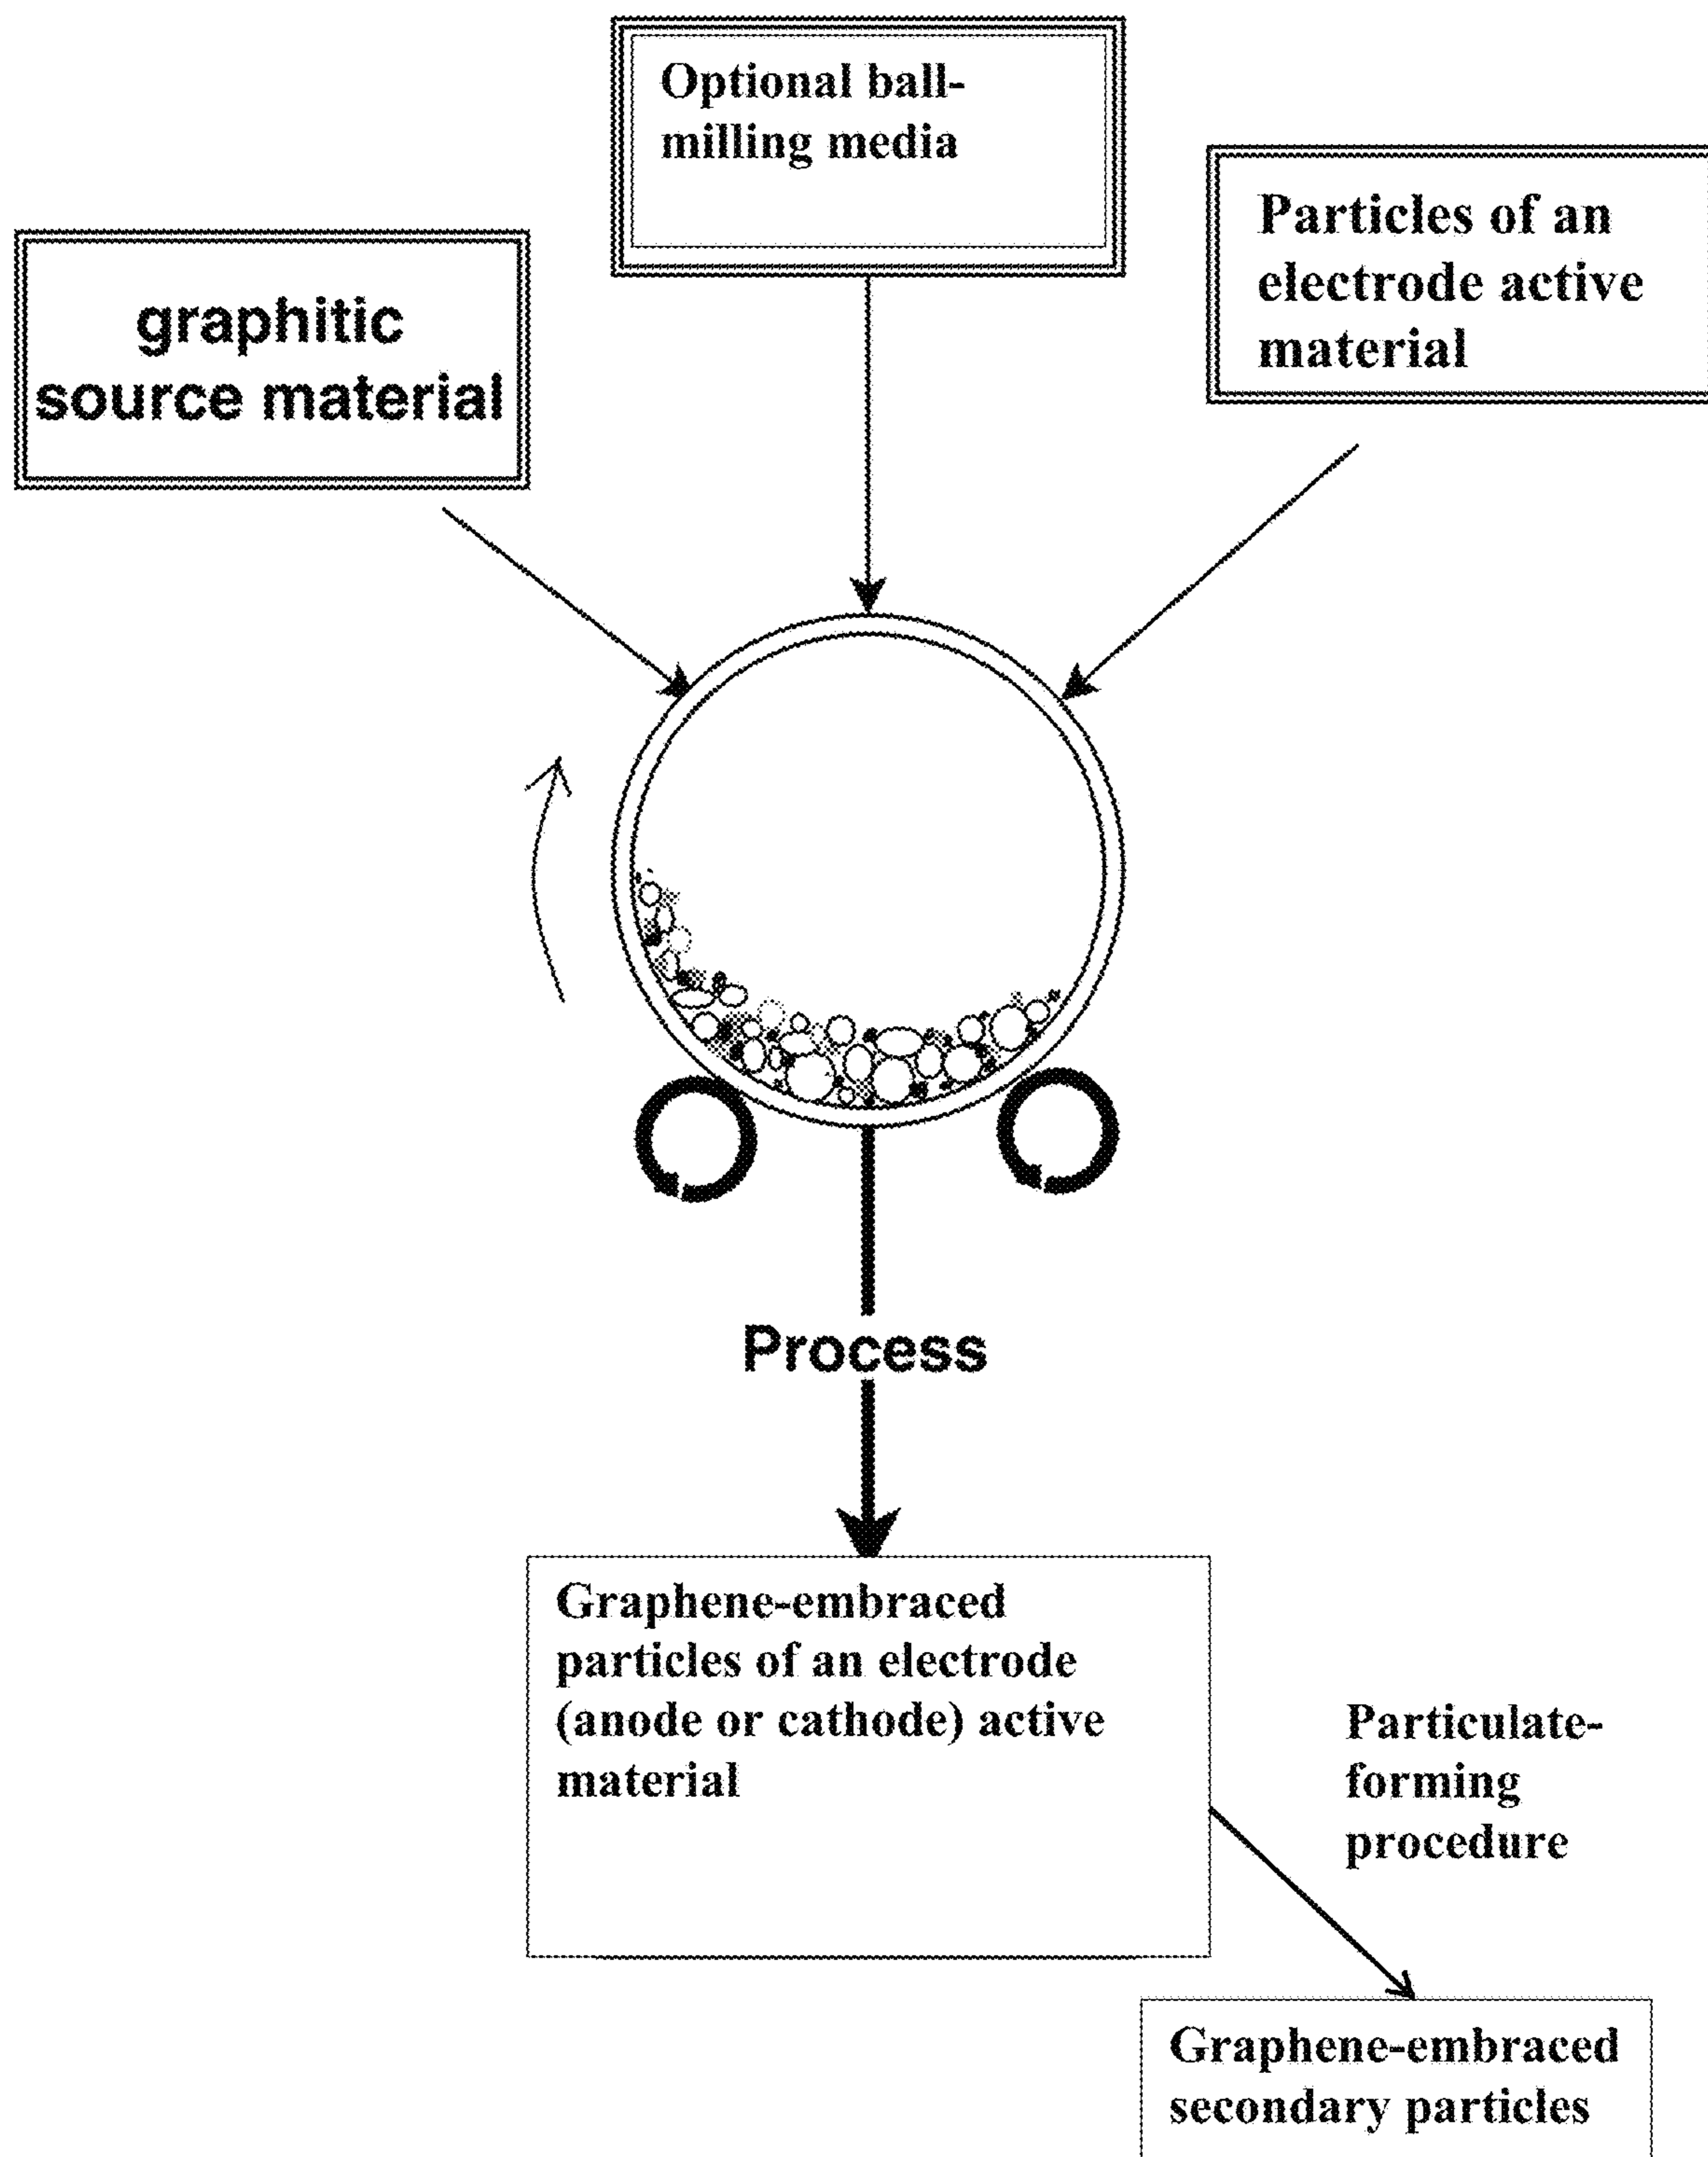 Optional ball-
milling media
Particles of an
electrode active
material
graphitic
source material
Process
Graphene-embraced
particles of an electrode
(anode or cathode) active
material
Particulate-
forming
procedure
Graphene-embraced
secondary particles